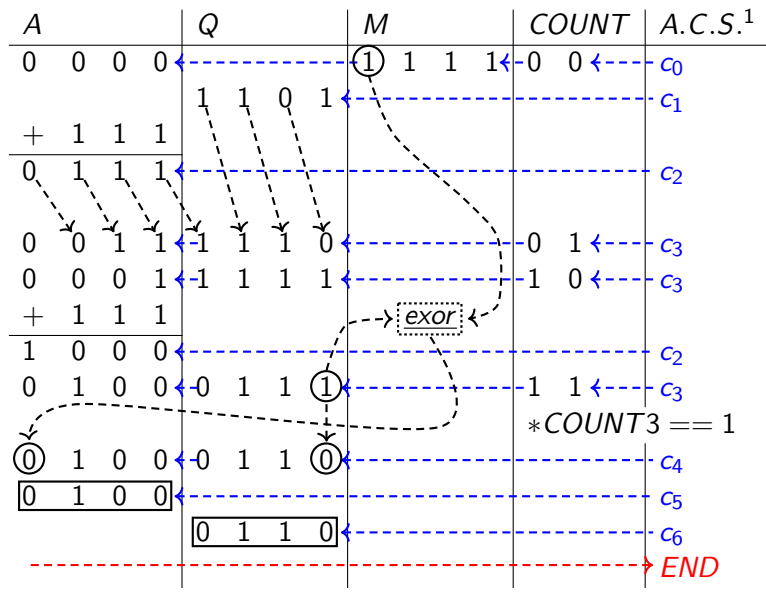 A Q M COUNT A.C.S.¹
0 0 0 0 1 1 1 1 0 0 c₀
1 1 0 1 c₁
+ 1 1 1
0 1 1 1 c₂
0 0 1 1 1 1 1 0 0 1 c₃
0 0 0 1 1 1 1 1 1 0 c₃
+ 1 1 1 exor
1 0 0 0 c₂
0 1 0 0 0 1 1 1 1 1 c₃
*COUNT3 == 1
0 1 0 0 0 1 1 0 c₄
0 1 0 0 c₅
0 1 1 0 c₆
END